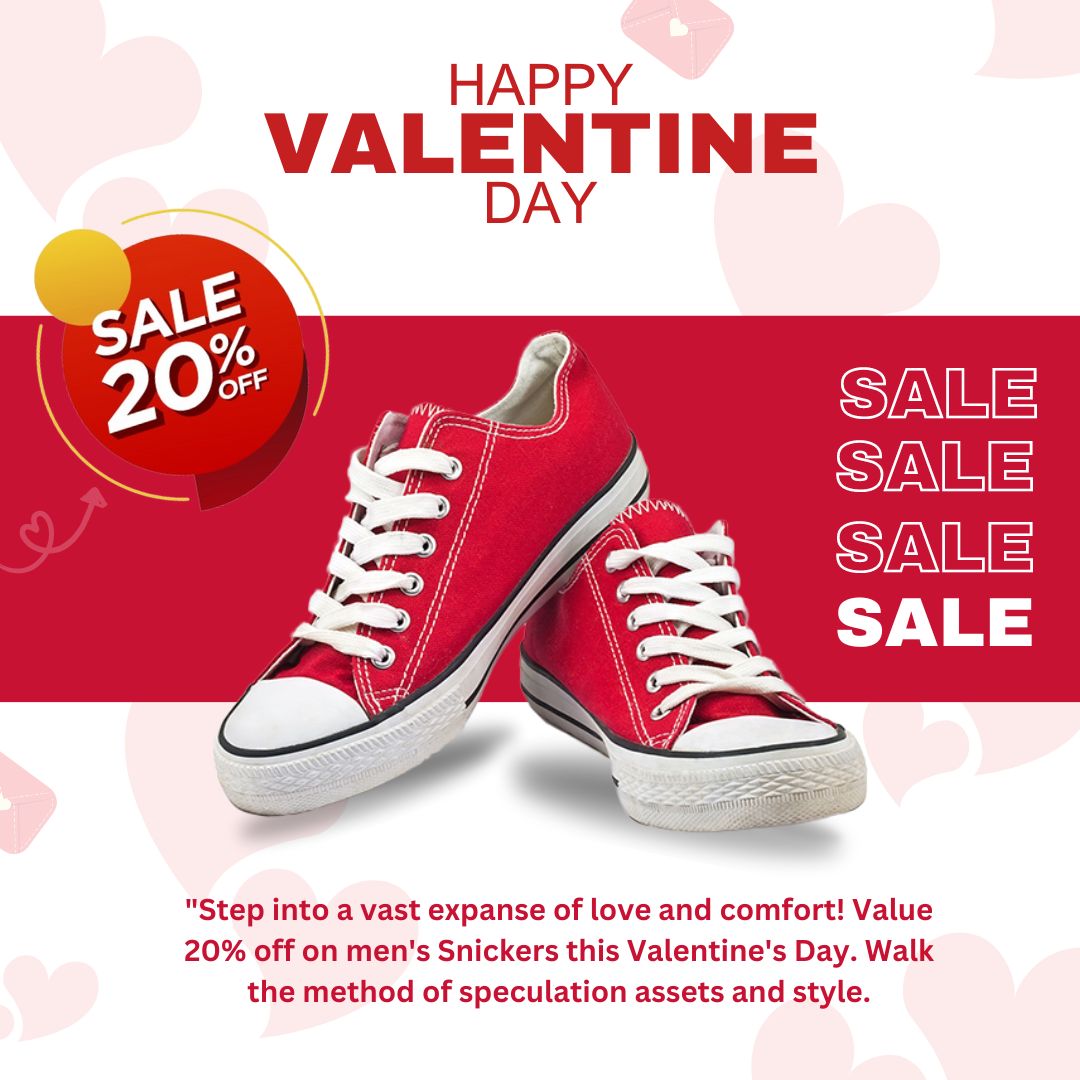 HAPPY
VALENTINE
DAY
SALE
20%
OFF
SALE
SALE
SALE
SALE
"Step into a vast expanse of love and comfort! Value
20% off on men's Snickers this Valentine's Day. Walk
the method of speculation assets and style.